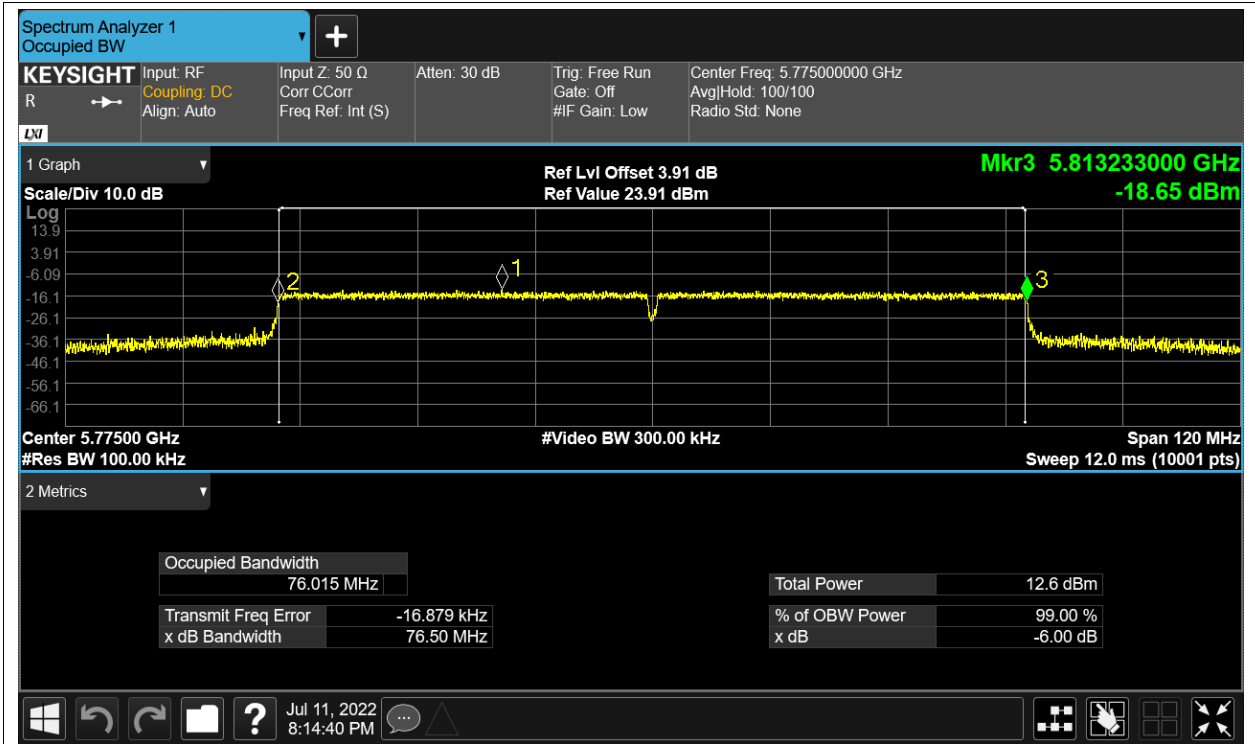 Spectrum Analyzer 1
Occupied BW
KEYSIGHT
R
LXI
Input: RF
Coupling: DC
Align: Auto
Input Z: 50 Ω
Corr CCorr
Freq Ref: Int (S)
Atten: 30 dB
Trig: Free Run
Gate: Off
#IF Gain: Low
Center Freq: 5.775000000 GHz
Avg|Hold: 100/100
Radio Std: None
1 Graph
Scale/Div 10.0 dB
Ref Lvl Offset 3.91 dB
Ref Value 23.91 dBm
Mkr3 5.813233000 GHz
-18.65 dBm
Log
13.9
3.91
-6.09
-16.1
-26.1
-36.1
-46.1
-56.1
-66.1
1
2
3
Center 5.77500 GHz
#Res BW 100.00 kHz
#Video BW 300.00 kHz
Span 120 MHz
Sweep 12.0 ms (10001 pts)
2 Metrics
Occupied Bandwidth
76.015 MHz
Transmit Freq Error -16.879 kHz
x dB Bandwidth 76.50 MHz
Total Power 12.6 dBm
% of OBW Power 99.00 %
x dB -6.00 dB
?
Jul 11, 2022
8:14:40 PM